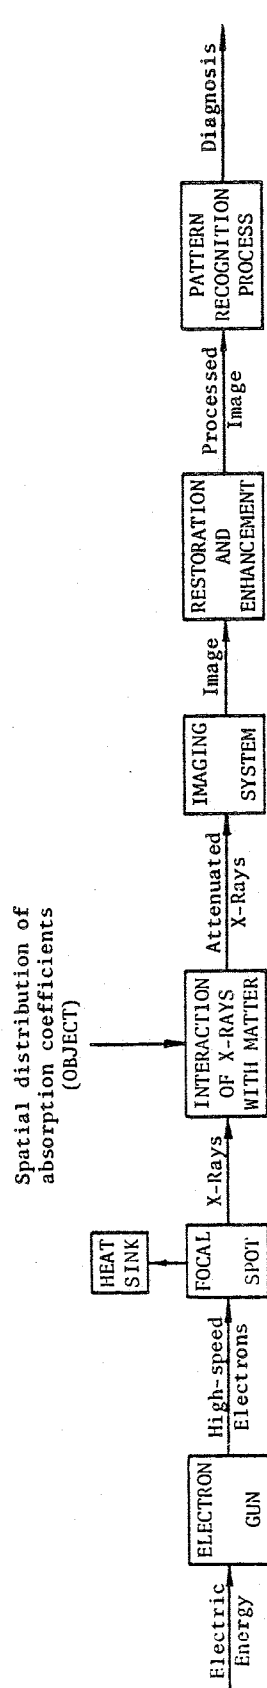 Electric
Energy
ELECTRON
GUN
High-speed
Electrons
HEAT
SINK
FOCAL
SPOT
X-Rays
Spatial distribution of
absorption coefficients
(OBJECT)
INTERACTION
OF X-RAYS
WITH MATTER
Attenuated
X-Rays
IMAGING
SYSTEM
Image
RESTORATION
AND
ENHANCEMENT
Processed
Image
PATTERN
RECOGNITION
PROCESS
Diagnosis